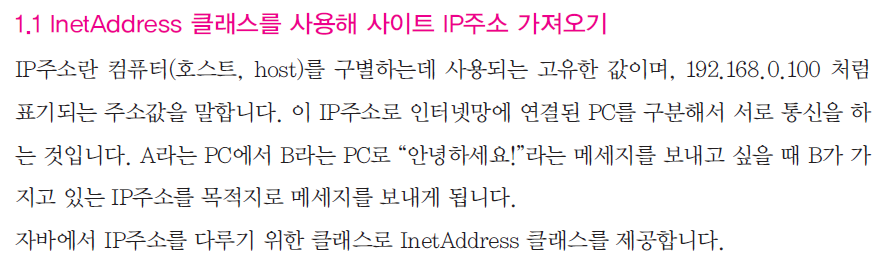 1.1 InetAddress 클래스를 사용해 사이트 IP주소 가져오기
IP주소란 컴퓨터(호스트, host)를 구별하는데 사용되는 고유한 값이며, 192.168.0.100 처럼
표기되는 주소값을 말합니다. 이 IP주소로 인터넷망에 연결된 PC를 구분해서 서로 통신을 하
는 것입니다. A라는 PC에서 B라는 PC로 “안녕하세요!”라는 메세지를 보내고 싶을 때 B가 가
지고 있는 IP주소를 목적지로 메세지를 보내게 됩니다.
자바에서 IP주소를 다루기 위한 클래스로 InetAddress 클래스를 제공합니다.